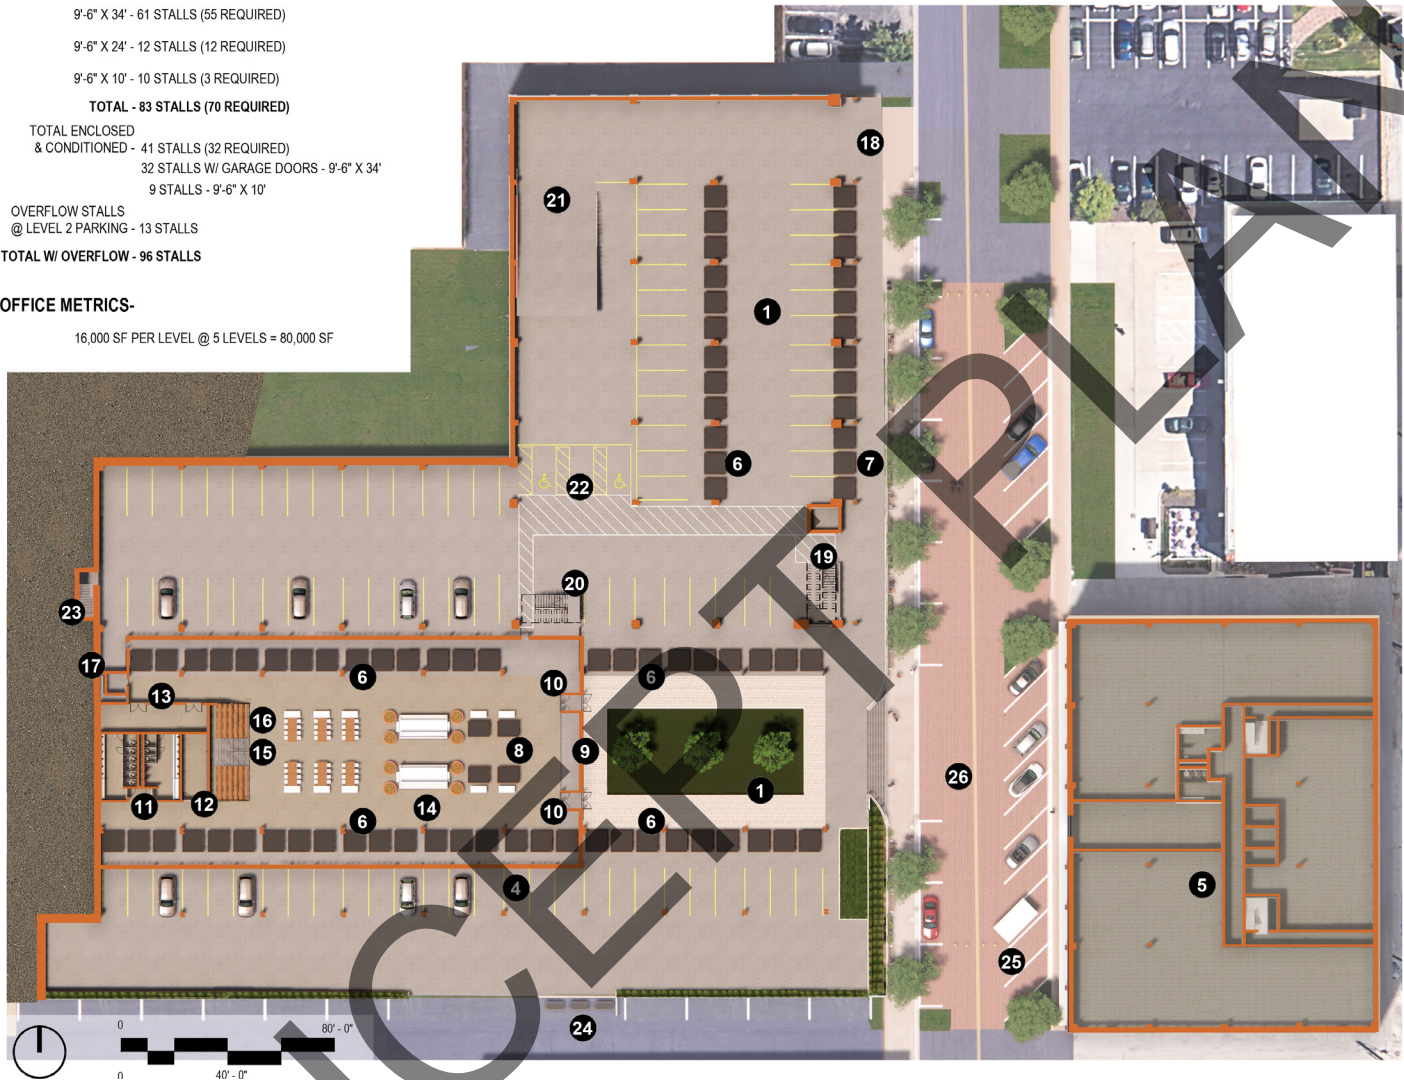 9'-6" X 34' - 61 STALLS (55 REQUIRED)
9'-6" X 24' - 12 STALLS (12 REQUIRED)
9'-6" X 10' - 10 STALLS (3 REQUIRED)
TOTAL - 83 STALLS (70 REQUIRED)
TOTAL ENCLOSED
& CONDITIONED - 41 STALLS (32 REQUIRED)
32 STALLS W/ GARAGE DOORS - 9'-6" X 34'
9 STALLS - 9'-6" X 10'
OVERFLOW STALLS
@ LEVEL 2 PARKING - 13 STALLS
TOTAL W/ OVERFLOW - 96 STALLS
OFFICE METRICS-
16,000 SF PER LEVEL @ 5 LEVELS = 80,000 SF
18
21
1
6
7
22
19
20
23
17
6
6
10
13
16
8
9
15
26
1
11
12
14
10
6
6
4
5
25
24
0
80' - 0"
0
40' - 0"
CEPT PLAN